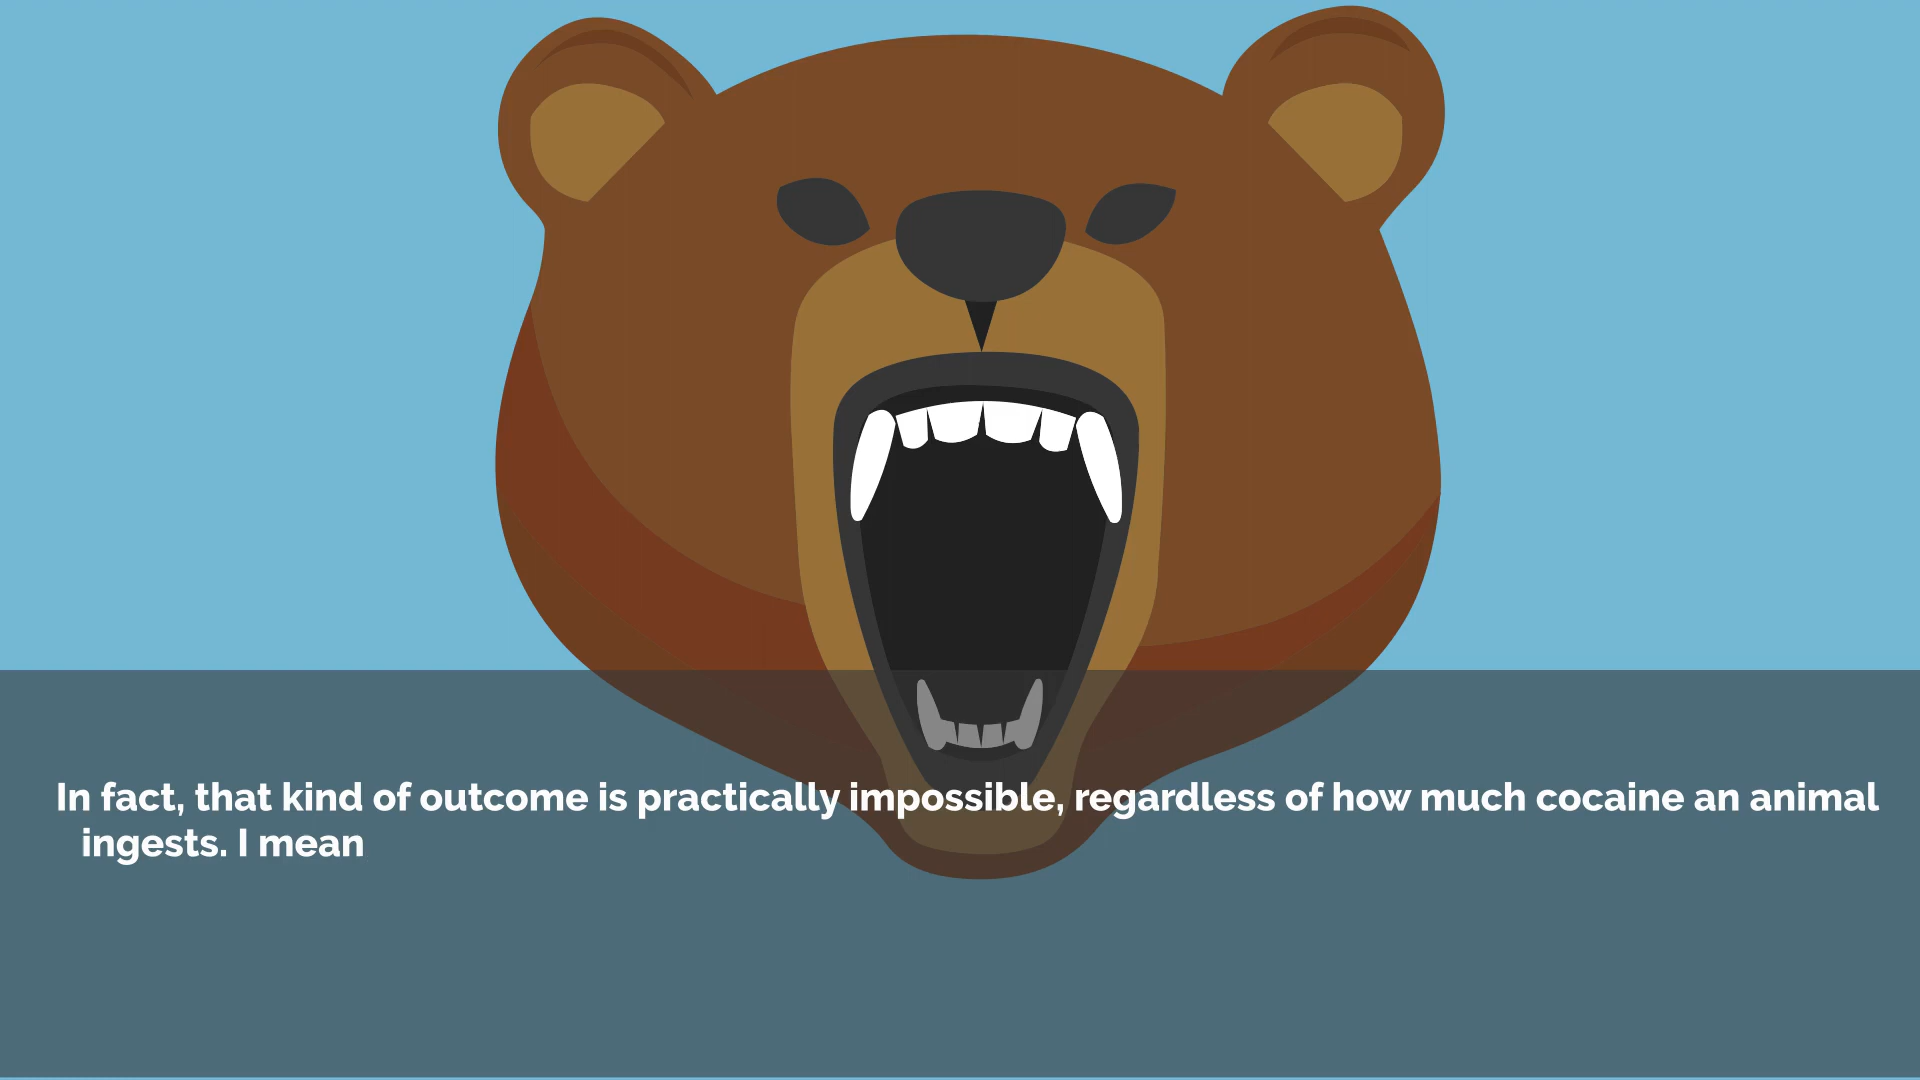 In fact, that kind of outcome is practically impossible, regardless of how much cocaine an animal
ingests. I mean